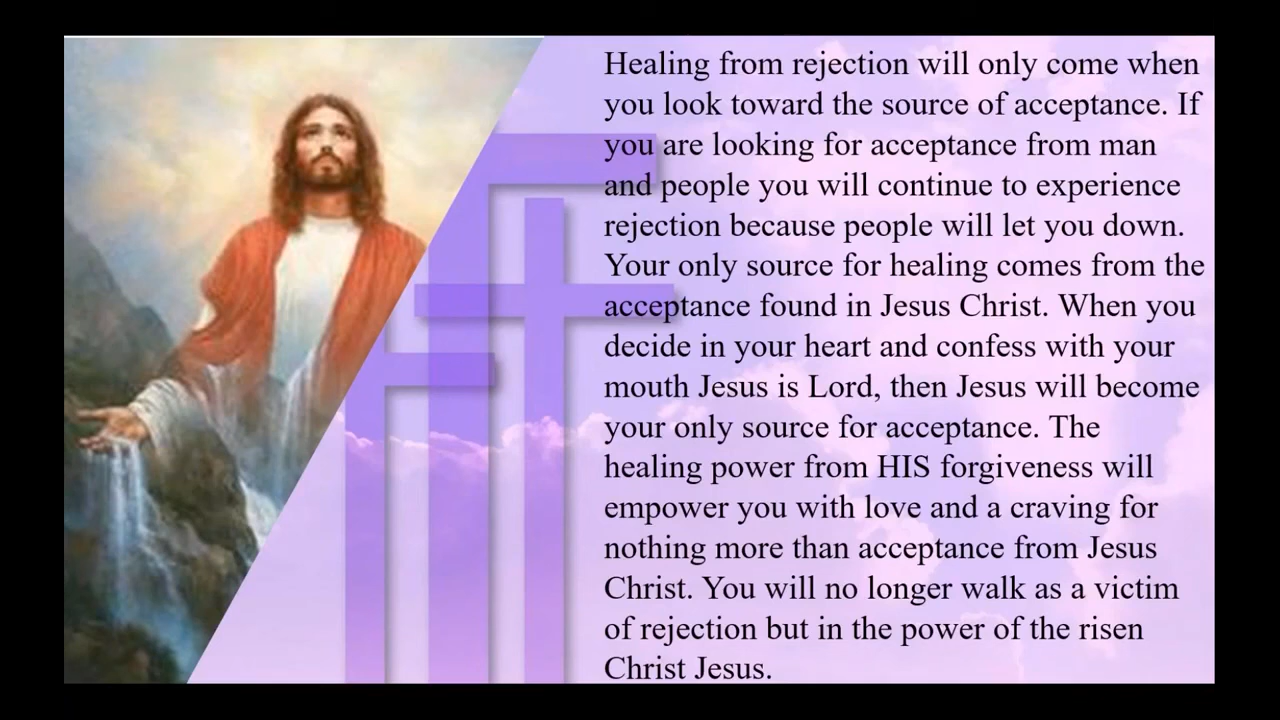 Healing from rejection will only come when
you look toward the source of acceptance. If
you are looking for acceptance from man
and people you will continue to experience
rejection because people will let you down.
Your only source for healing comes from the
acceptance found in Jesus Christ. When you
decide in your heart and confess with your
mouth Jesus is Lord, then Jesus will become
your only source for acceptance. The
healing power from HIS forgiveness will
empower you with love and a craving for
nothing more than acceptance from Jesus
Christ. You will no longer walk as a victim
of rejection but in the power of the risen
Christ Jesus.